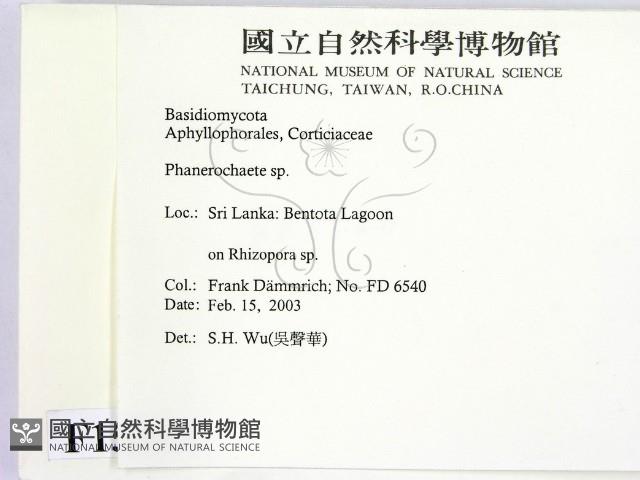 國立自然科學博物館
NATIONAL MUSEUM OF NATURAL SCIENCE
TAICHUNG, TAIWAN, R.O.CHINA
Basidiomycota
Aphyllophorales, Corticiaceae
Phanerochaete sp.
Loc.: Sri Lanka: Bentota Lagoon
on Rhizopora sp.
Col.: Frank Dämmrich; No. FD 6540
Date: Feb. 15, 2003
Det.: S.H. Wu(吳聲華)
國立自然科學博物館
NATIONAL MUSEUM OF NATURAL SCIENCE